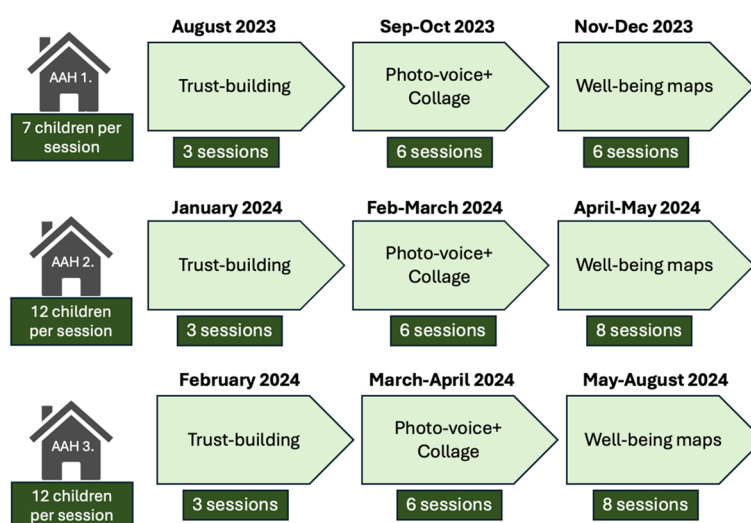 August 2023
Sep-Oct 2023
Nov-Dec 2023
AAH 1.
Trust-building
Photo-voice+
Collage
Well-being maps
7 children per
session
3 sessions
6 sessions
6 sessions
January 2024
Feb-March 2024
April-May 2024
AAH 2.
Trust-building
Photo-voice+
Collage
Well-being maps
12 children
per session
3 sessions
6 sessions
8 sessions
February 2024
March-April 2024
May-August 2024
AAH 3.
Trust-building
Photo-voice+
Collage
Well-being maps
12 children
per session
3 sessions
6 sessions
8 sessions